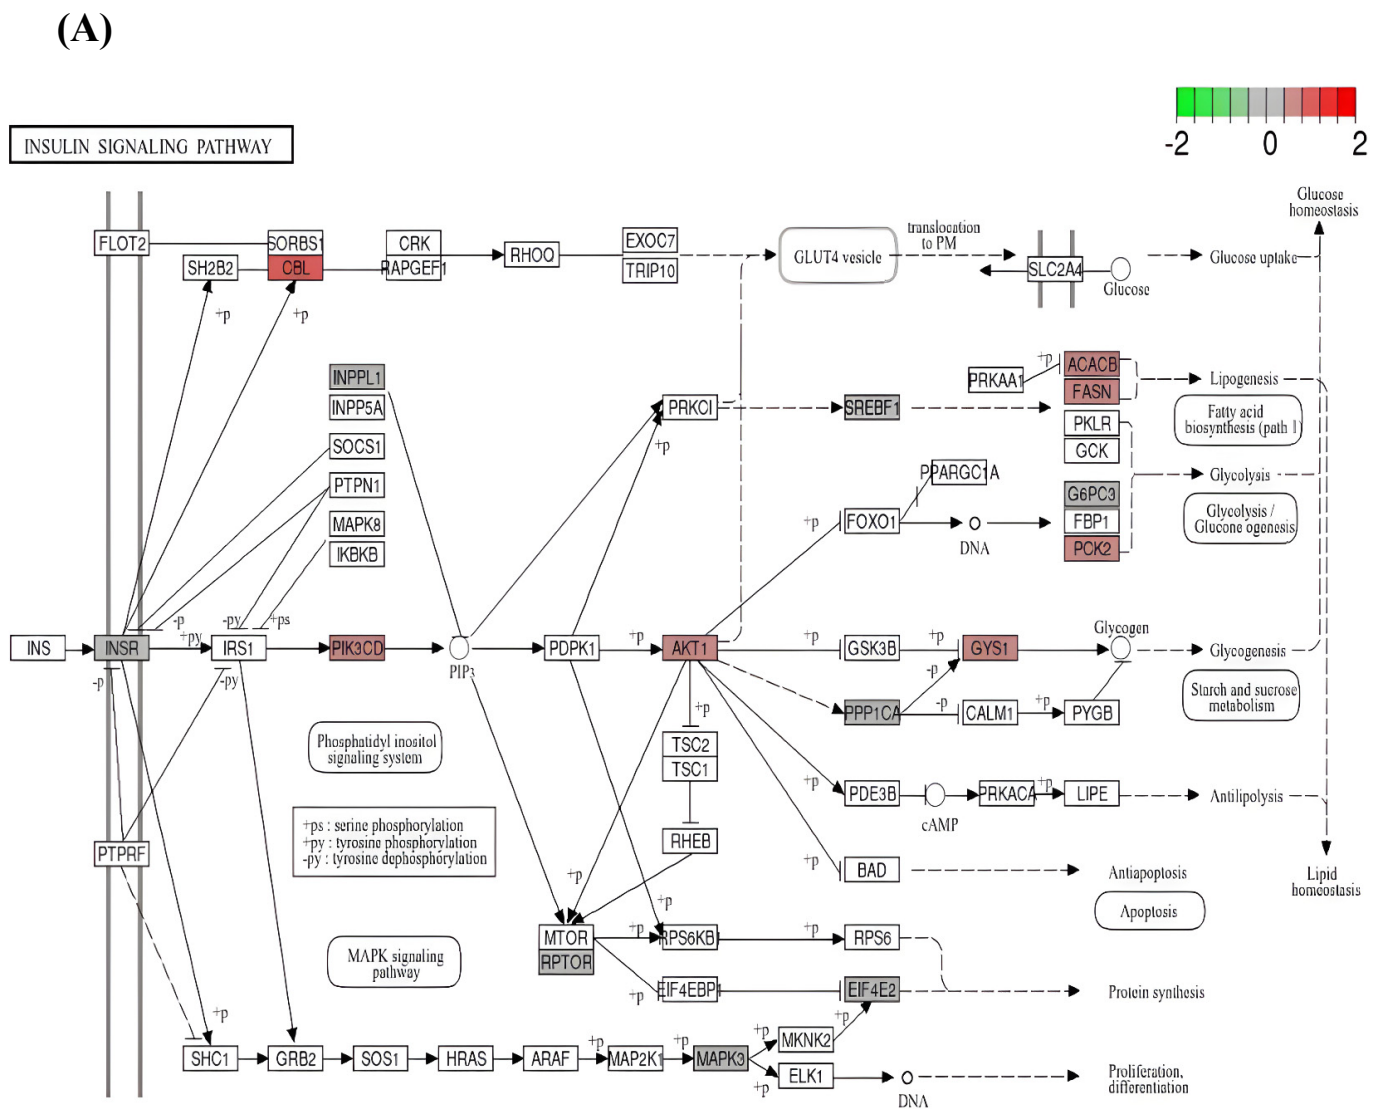 (A)
-2 0 2
INSULIN SIGNALING PATHWAY
Glucose
homeostasis
FLOT2
SORBS1
SH2B2
CBL
CRK
RAPGEF1
RHOQ
EXOC7
TRIP10
GLUT4 vesicle
translocation
to PM
SLC2A4
Glucose
Glucose uptake
+p
+p
INPPL1
INPP5A
SOCS1
PTPN1
MAPK8
IKBKB
PRKCI
+p
SREBF1
PRKAA1
+p
ACACB
FASN
PKLR
GCK
Lipogenesis
Fatty acid
biosynthesis (path 1)
PPARGC1A
G6PC3
FBP1
PCK2
Glycolysis
Glycolysis /
Glucone ogenesis
+p
FOXO1
DNA
-p
+py
-py
+ps
INS
INSR
IRS1
PIK3CD
PIP3
PDPK1
+p
AKT1
+p
GSK3B
+p
-p
GYS1
Glycogen
Glycogenesis
Starch and sucrose
metabolism
-p
-py
+p
PPP1CA
-p
CALM1
+p
PYGB
Phosphatidyl inositol
signaling system
TSC2
TSC1
+p
PDE3B
cAMP
PRKACA
+p
LIPE
Antilipolysis
+ps : serine phosphorylation
+py : tyrosine phosphorylation
-py : tyrosine dephosphorylation
PTPRF
RHEB
+p
+p
BAD
Antiapoptosis
Apoptosis
Lipid
homeostasis
+p
MAPK signaling
pathway
MTOR
RPTOR
+p
RPS6KB1
+p
RPS6
+p
EIF4EBP1
EIF4E2
Protein synthesis
+p
SHC1
GRB2
SOS1
HRAS
ARAF
+p
MAP2K1
+p
MAPK3
+p
MKNK2
+p
+p
ELK1
DNA
Proliferation,
differentiation